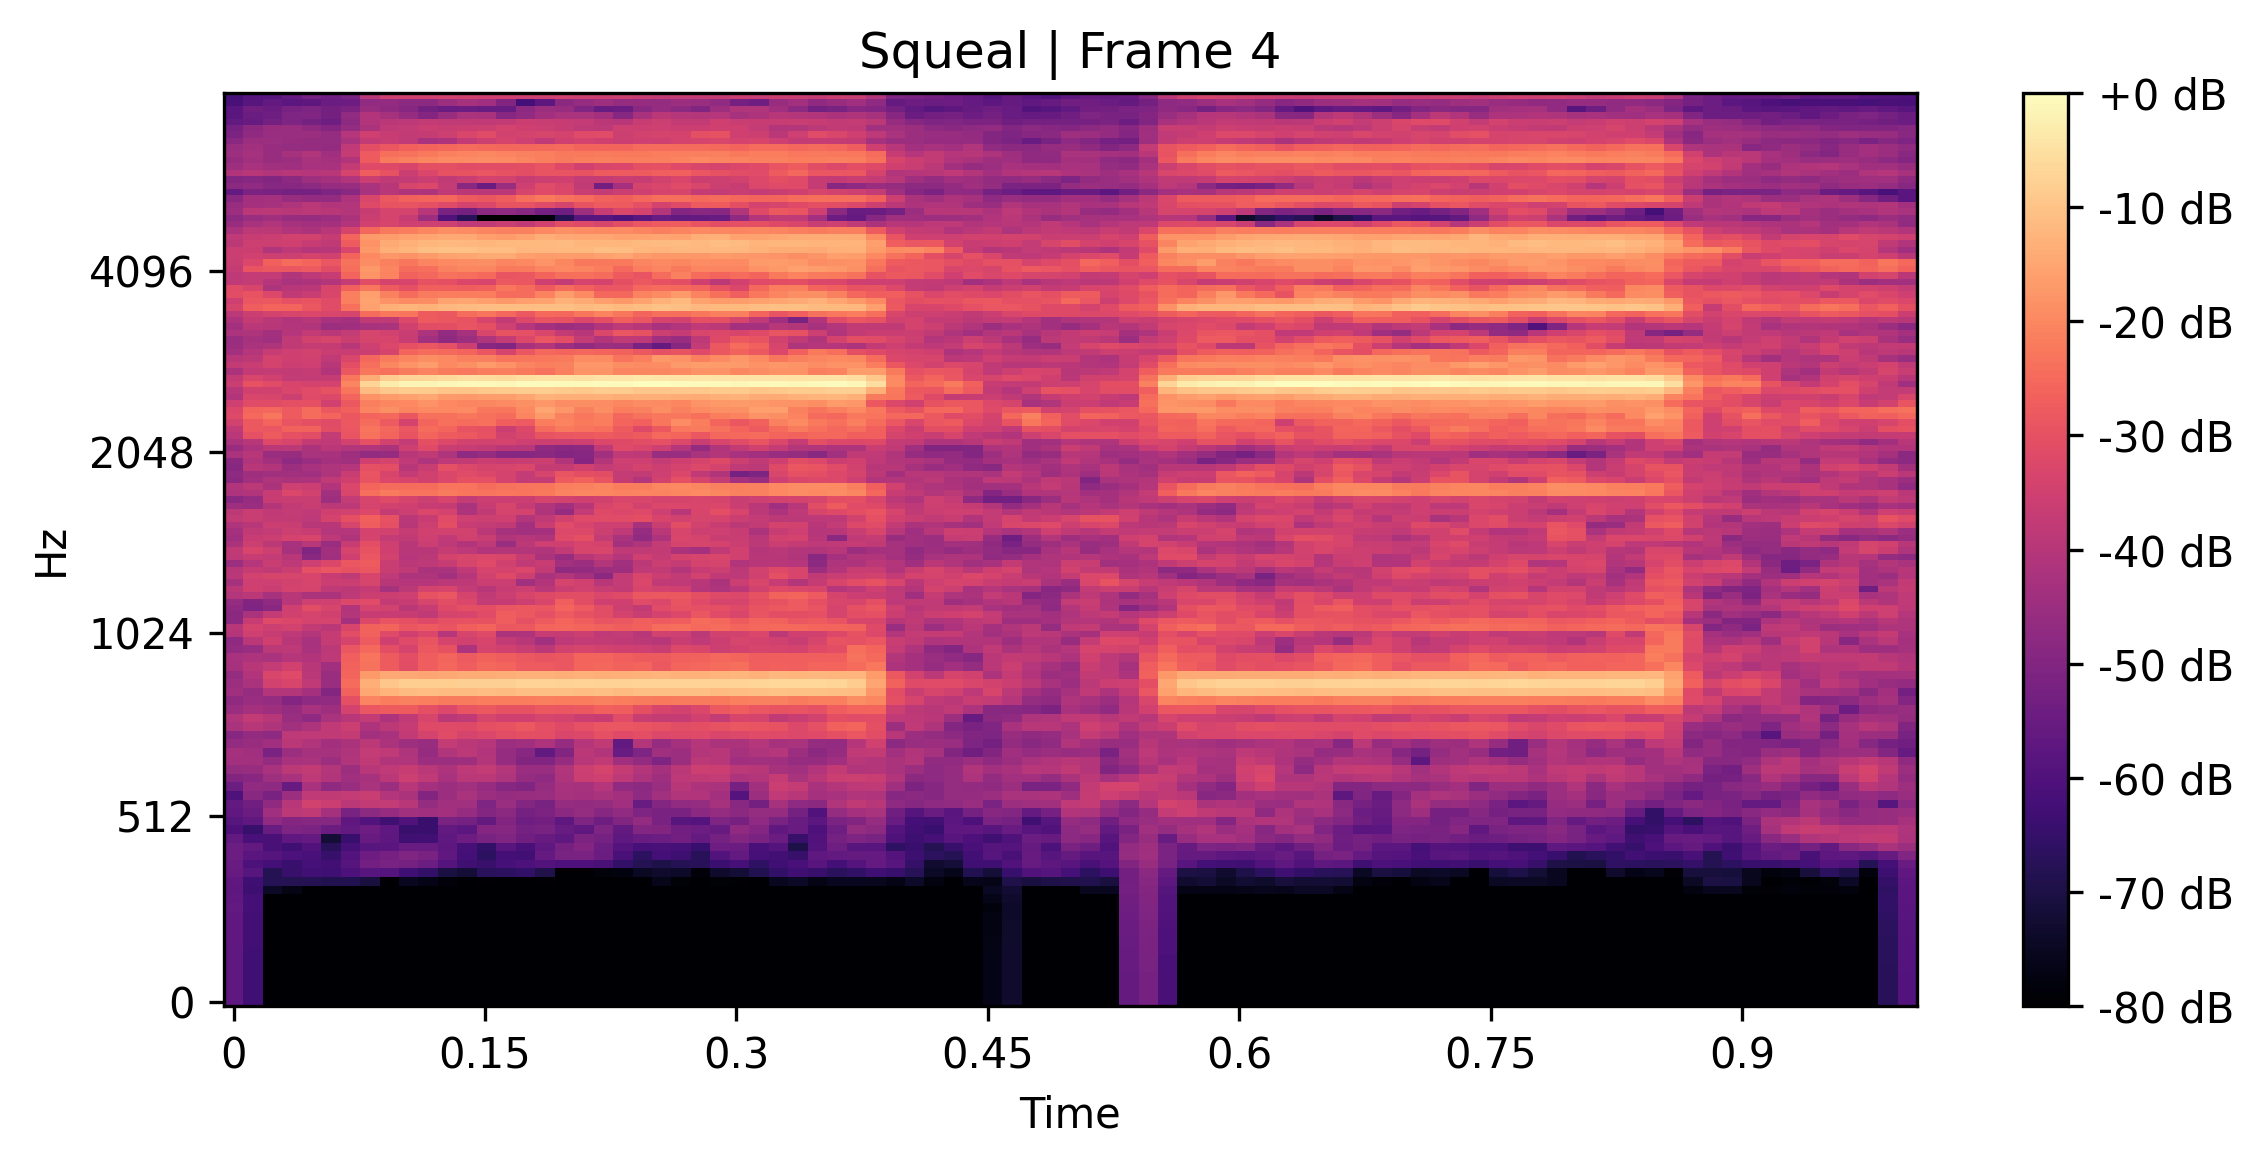 Squeal | Frame 4
+0 dB
-10 dB
-20 dB
-30 dB
-40 dB
-50 dB
-60 dB
-70 dB
-80 dB
Hz
4096
2048
1024
512
0
0 0.15 0.3 0.45 0.6 0.75 0.9
Time